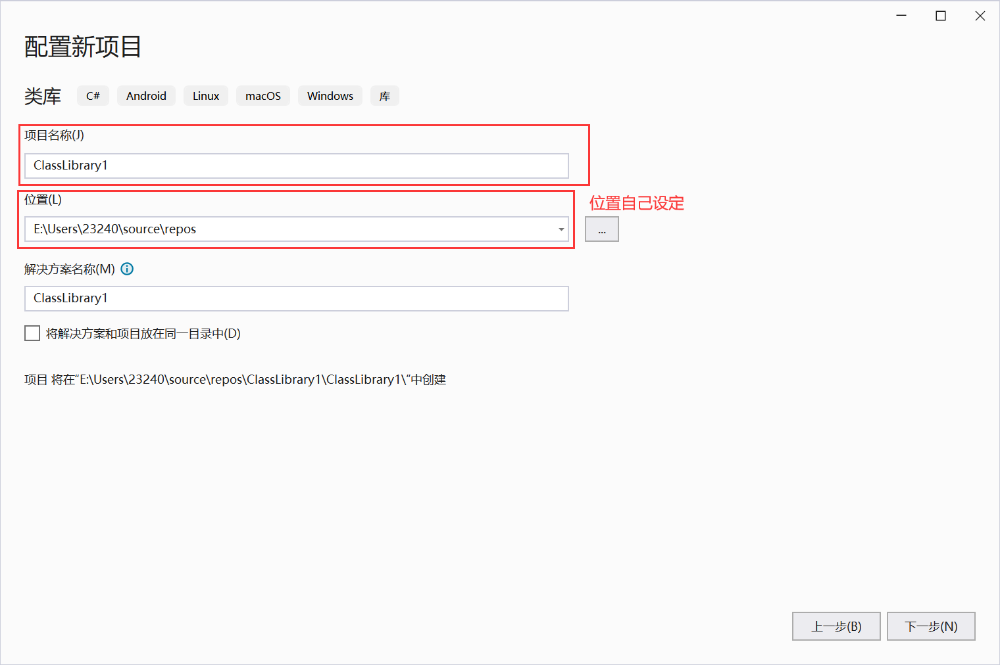 配置新项目
类库 C# Android Linux macOS Windows 库
项目名称(J)
ClassLibrary1
位置(L)
位置自己设定
E:\Users\23240\source\repos
...
解决方案名称(M)
ClassLibrary1
将解决方案和项目放在同一目录中(D)
项目 将在“E:\Users\23240\source\repos\ClassLibrary1\ClassLibrary1\”中创建
上一步(B) 下一步(N)